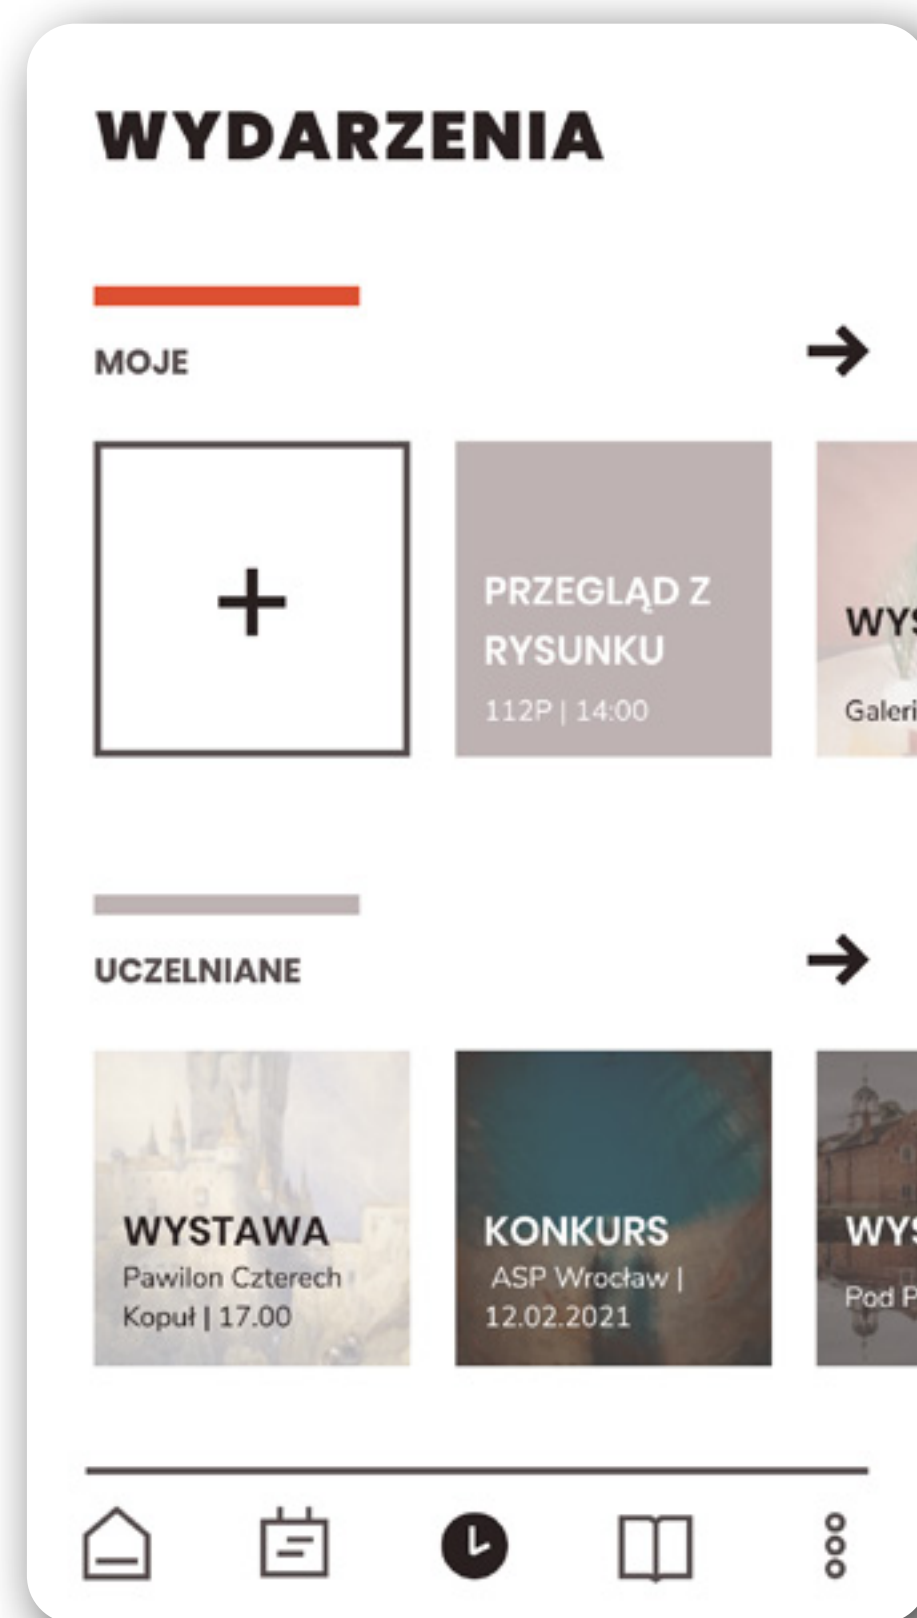 WYDARZENIA
MOJE
PRZEGLĄD Z
RYSUNKU
112P | 14:00
UCZELNIANE
WYSTAWA
Pawilon Czterech
Kopuł | 17.00
KONKURS
ASP Wrocław |
12.02.2021
Pod